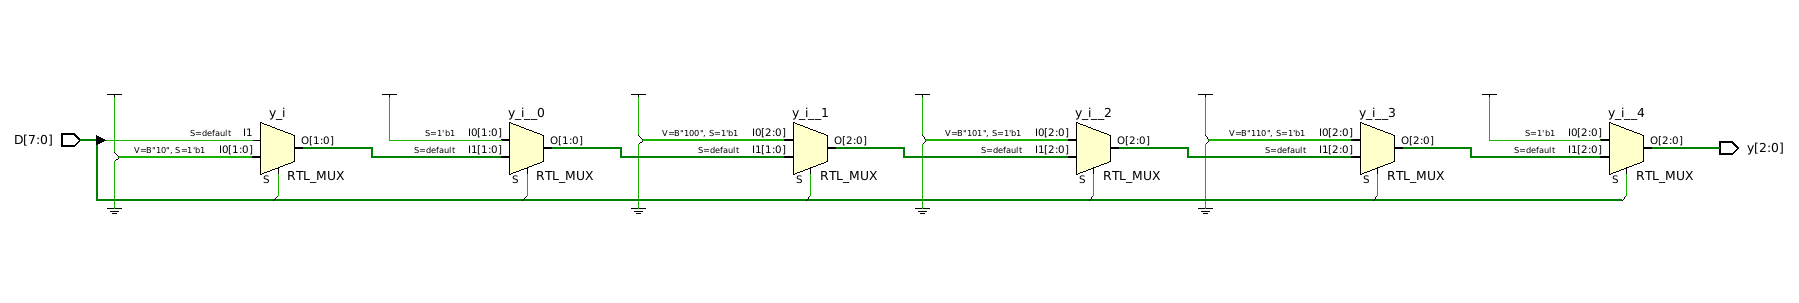 D[7:0]
S=default I1
V=B"10", S=1'b1 I0[1:0]
y_i
O[1:0]
S
RTL_MUX
S=1'b1 I0[1:0]
S=default I1[1:0]
y_i__0
O[1:0]
S
RTL_MUX
V=B"100", S=1'b1 I0[2:0]
S=default I1[1:0]
y_i__1
O[2:0]
S
RTL_MUX
V=B"101", S=1'b1 I0[2:0]
S=default I1[2:0]
y_i__2
O[2:0]
S
RTL_MUX
V=B"110", S=1'b1 I0[2:0]
S=default I1[2:0]
y_i__3
O[2:0]
S
RTL_MUX
S=1'b1 I0[2:0]
S=default I1[2:0]
y_i__4
O[2:0]
S
RTL_MUX
y[2:0]